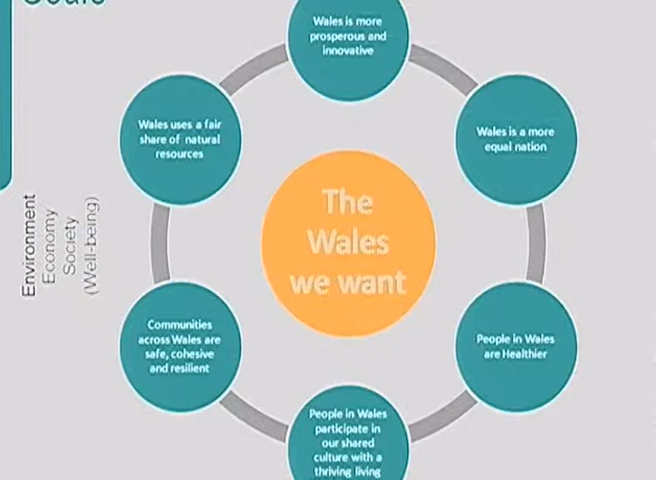 Wales is more
prosperous and
innovative
Wales uses a fair
share of natural
resources
Wales is a more
equal nation
The
Wales
we want
Environment
Economy
Society
(Well-being)
Communities
across Wales are
safe, cohesive
and resilient
People in Wales
are Healthier
People in Wales
participate in
our shared
culture with a
thriving living